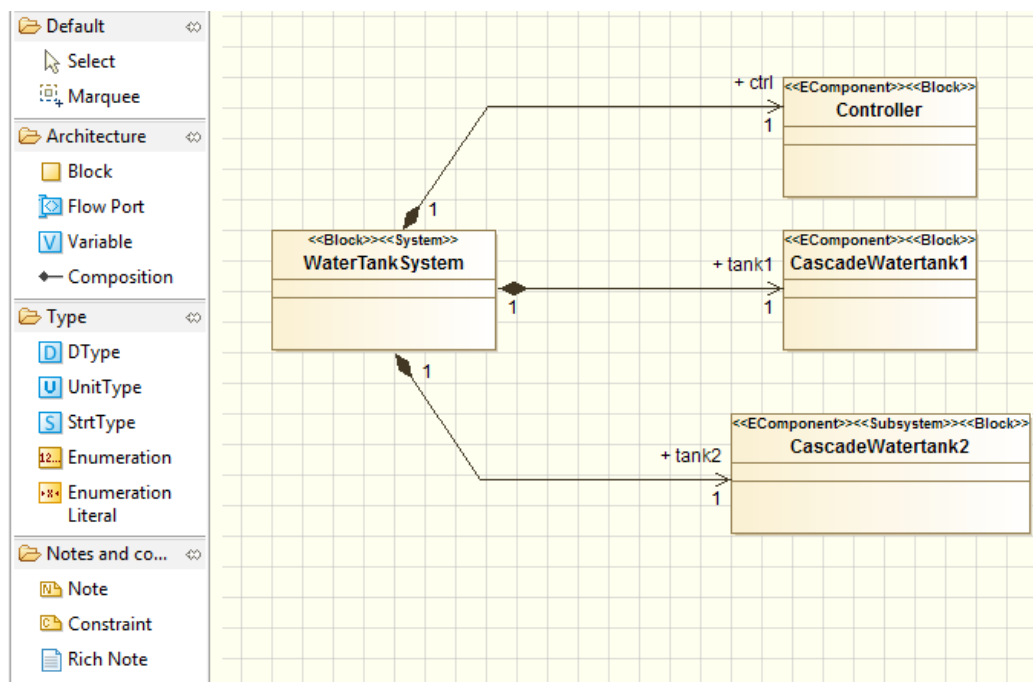 Default
Select
Marquee
Architecture
Block
Flow Port
Variable
Composition
Type
D DType
U UnitType
S StrtType
12... Enumeration
Enumeration
Literal
Notes and co...
N Note
C Constraint
Rich Note
+ ctrl
1
<<EComponent>><<Block>>
Controller
1
<<Block>><<System>>
WaterTankSystem
1
+ tank1
1
<<EComponent>><<Block>>
CascadeWatertank1
1
+ tank2
1
<<EComponent>><<Subsystem>><<Block>>
CascadeWatertank2